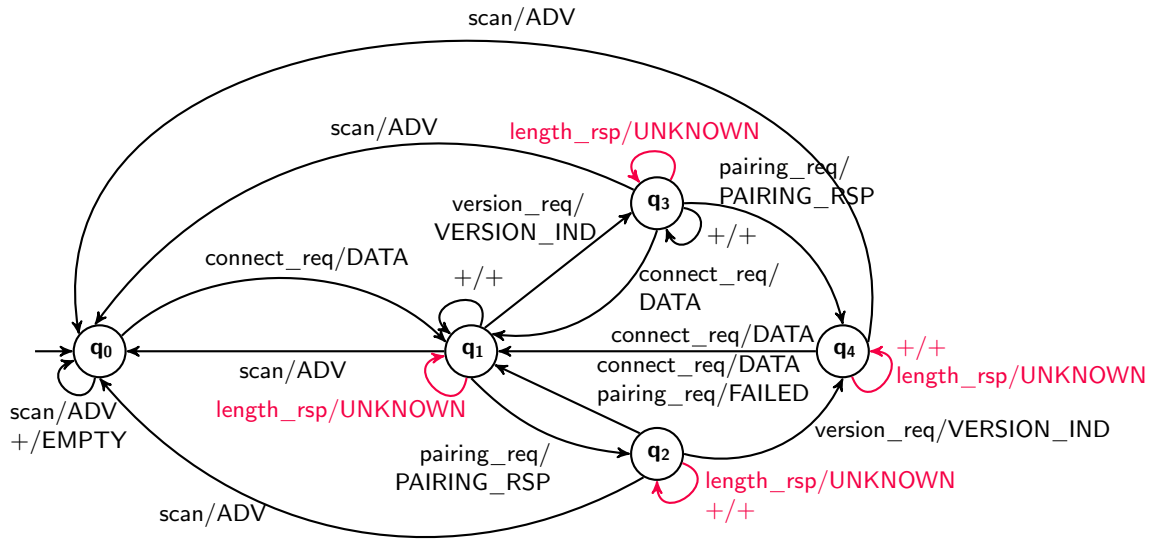 scan/ADV
scan/ADV
length_rsp/UNKNOWN
pairing_req/
PAIRING_RSP
version_req/
VERSION_IND
q3
+/+
connect_req/DATA
+/+
connect_req/
DATA
q0
q1
connect_req/DATA
q4
+/+
length_rsp/UNKNOWN
scan/ADV
connect_req/DATA
pairing_req/FAILED
scan/ADV
+/EMPTY
length_rsp/UNKNOWN
version_req/VERSION_IND
pairing_req/
PAIRING_RSP
q2
length_rsp/UNKNOWN
+/+
scan/ADV